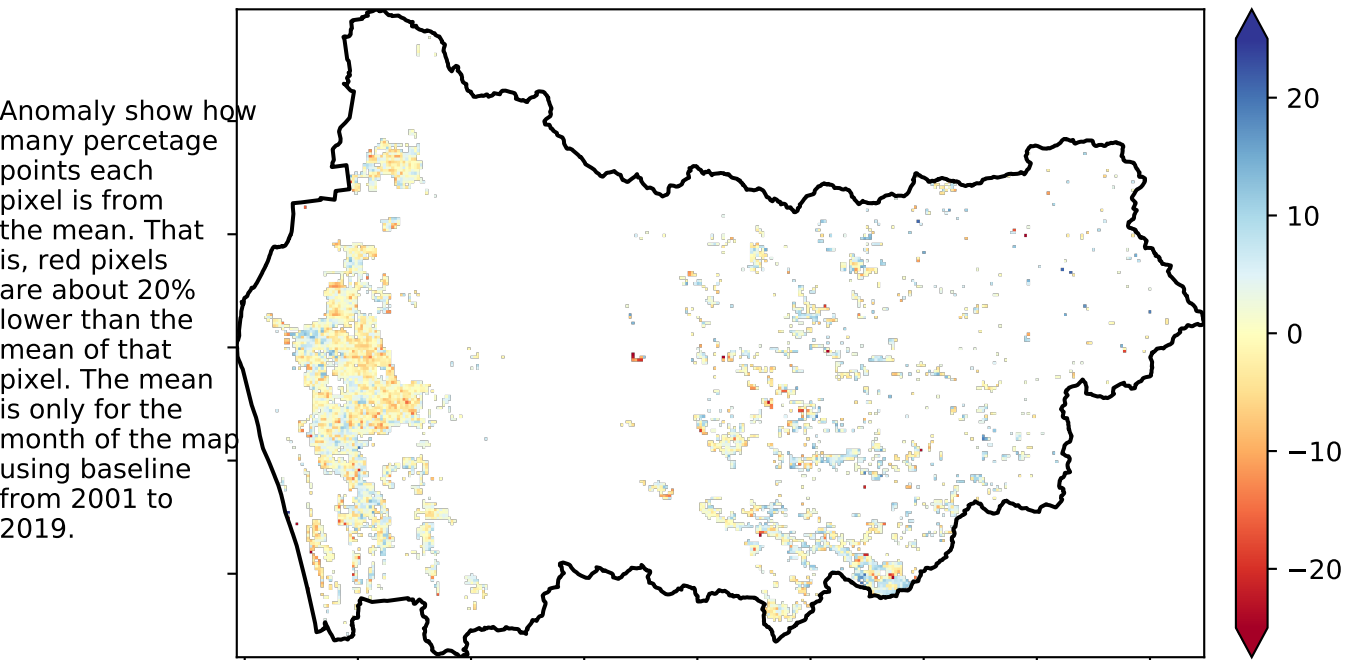 Anomaly show how
many percetage
points each
pixel is from
the mean. That
is, red pixels
are about 20%
lower than the
mean of that
pixel. The mean
is only for the
month of the map
using baseline
from 2001 to
2019.
20
10
0
−10
−20